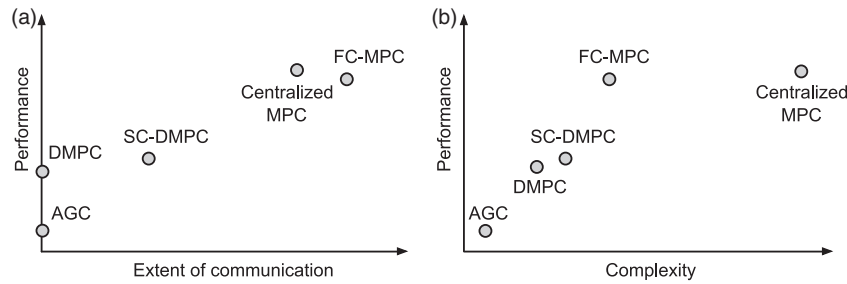 (a)
Performance
FC-MPC
Centralized
MPC
SC-DMPC
DMPC
AGC
Extent of communication
(b)
Performance
FC-MPC
Centralized
MPC
SC-DMPC
DMPC
AGC
Complexity